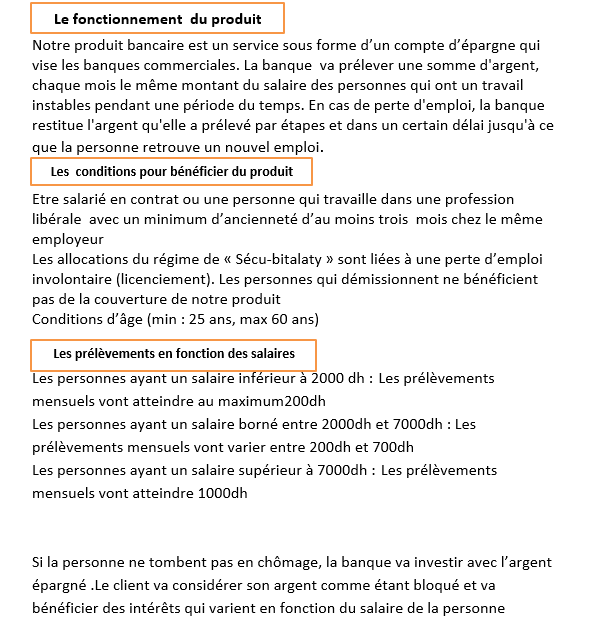 Le fonctionnement  du produit
Notre produit bancaire est un service sous forme d’un compte d’épargne qui
vise les banques commerciales. La banque  va prélever une somme d'argent,
chaque mois le même montant du salaire des personnes qui ont un travail
instables pendant une période du temps. En cas de perte d'emploi, la banque
restitue l'argent qu'elle a prélevé par étapes et dans un certain délai jusqu'à ce
que la personne retrouve un nouvel emploi.
Les  conditions pour bénéficier du produit
Etre salarié en contrat ou une personne qui travaille dans une profession
libérale  avec un minimum d’ancienneté d’au moins trois  mois chez le même
employeur
Les allocations du régime de « Sécu-bitalaty » sont liées à une perte d’emploi
involontaire (licenciement). Les personnes qui démissionnent ne bénéficient
pas de la couverture de notre produit
Conditions d’âge (min : 25 ans, max 60 ans)
Les prélèvements en fonction des salaires
Les personnes ayant un salaire inférieur à 2000 dh : Les prélèvements
mensuels vont atteindre au maximum200dh
Les personnes ayant un salaire borné entre 2000dh et 7000dh : Les
prélèvements mensuels vont varier entre 200dh et 700dh
Les personnes ayant un salaire supérieur à 7000dh : Les prélèvements
mensuels vont atteindre 1000dh
Si la personne ne tombent pas en chômage, la banque va investir avec l’argent
épargné .Le client va considérer son argent comme étant bloqué et va
bénéficier des intérêts qui varient en fonction du salaire de la personne